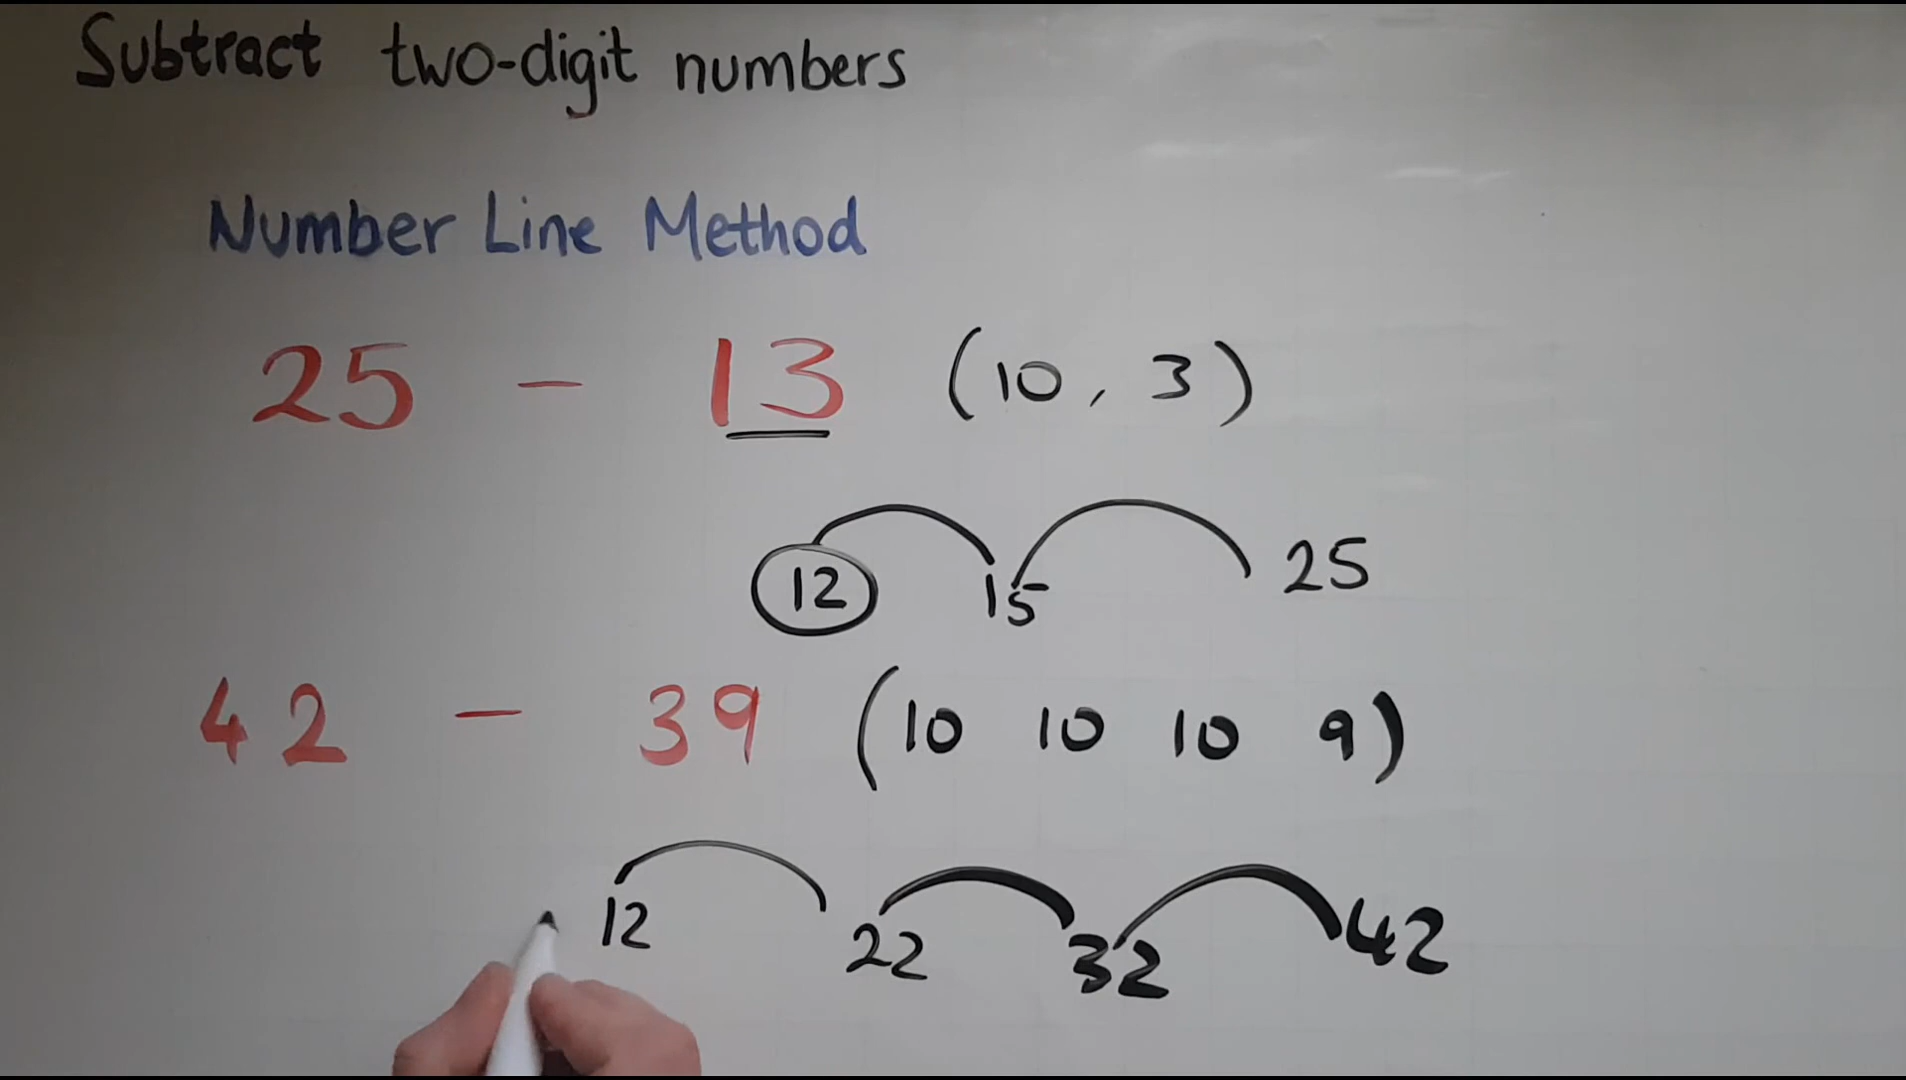 Subtract two-digit numbers
Number Line Method
25 - 13 (10, 3)
12 15 25
42 - 39 (10 10 10 9)
12 22 32 42